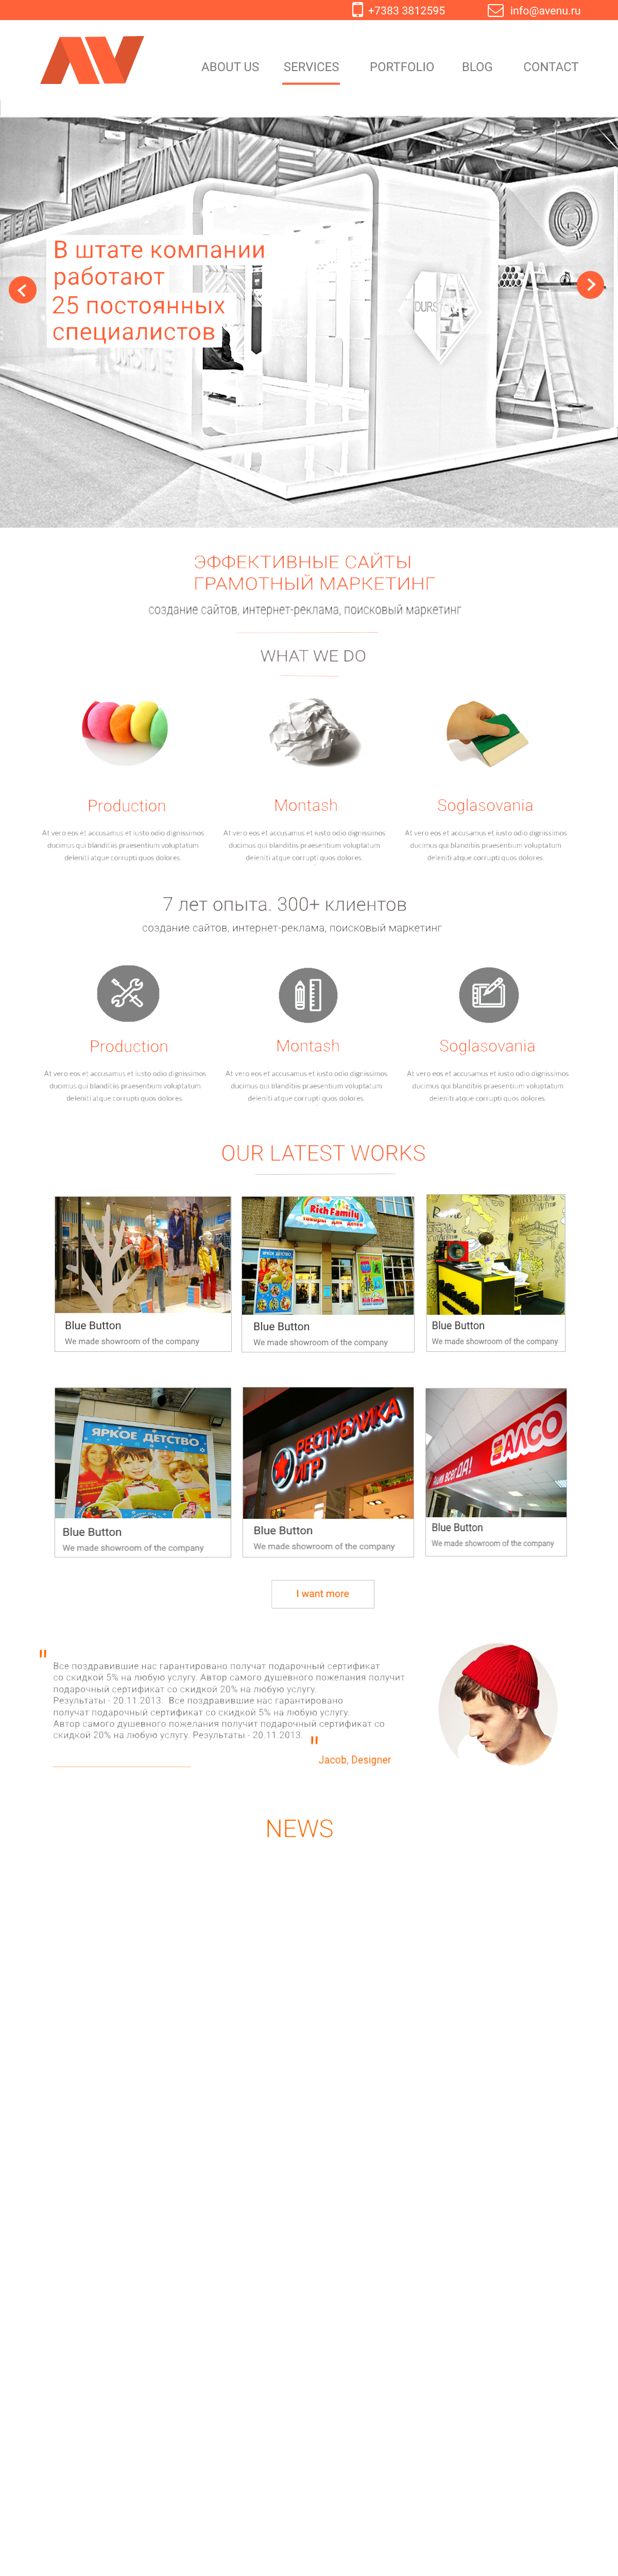 +7383 3812595 info@avenu.ru
AV
ABOUT US SERVICES PORTFOLIO BLOG CONTACT
В штате компании
работают
25 постоянных
специалистов
ЭФФЕКТИВНЫЕ САЙТЫ
ГРАМОТНЫЙ МАРКЕТИНГ
создание сайтов, интернет-реклама, поисковый маркетинг
WHAT WE DO
Production Montash Soglasovania
At vero eos et accusamus et iusto odio dignissimos
ducimus qui blanditiis praesentium voluptatum
deleniti atque corrupti quos dolores.
At vero eos et accusamus et iusto odio dignissimos
ducimus qui blanditiis praesentium voluptatum
deleniti atque corrupti quos dolores.
At vero eos et accusamus et iusto odio dignissimos
ducimus qui blanditiis praesentium voluptatum
deleniti atque corrupti quos dolores.
7 лет опыта. 300+ клиентов
создание сайтов, интернет-реклама, поисковый маркетинг
Production Montash Soglasovania
At vero eos et accusamus et iusto odio dignissimos
ducimus qui blanditiis praesentium voluptatum
deleniti atque corrupti quos dolores.
At vero eos et accusamus et iusto odio dignissimos
ducimus qui blanditiis praesentium voluptatum
deleniti atque corrupti quos dolores.
At vero eos et accusamus et iusto odio dignissimos
ducimus qui blanditiis praesentium voluptatum
deleniti atque corrupti quos dolores.
OUR LATEST WORKS
Rich Family
товары для детей
ЯРКОЕ ДЕТСТВО
Rich Family
Blue Button
We made showroom of the company
Blue Button
We made showroom of the company
Blue Button
We made showroom of the company
ЯРКОЕ ДЕТСТВО
РЕСПУБЛИКА
ИГР
ДА!
АЛСО
Blue Button
We made showroom of the company
Blue Button
We made showroom of the company
Blue Button
We made showroom of the company
I want more
"
Все поздравившие нас гарантировано получат подарочный сертификат
со скидкой 5% на любую услугу. Автор самого душевного пожелания получит
подарочный сертификат со скидкой 20% на любую услугу.
Результаты - 20.11.2013. Все поздравившие нас гарантировано
получат подарочный сертификат со скидкой 5% на любую услугу.
Автор самого душевного пожелания получит подарочный сертификат со
скидкой 20% на любую услугу. Результаты - 20.11.2013. "
Jacob, Designer
NEWS